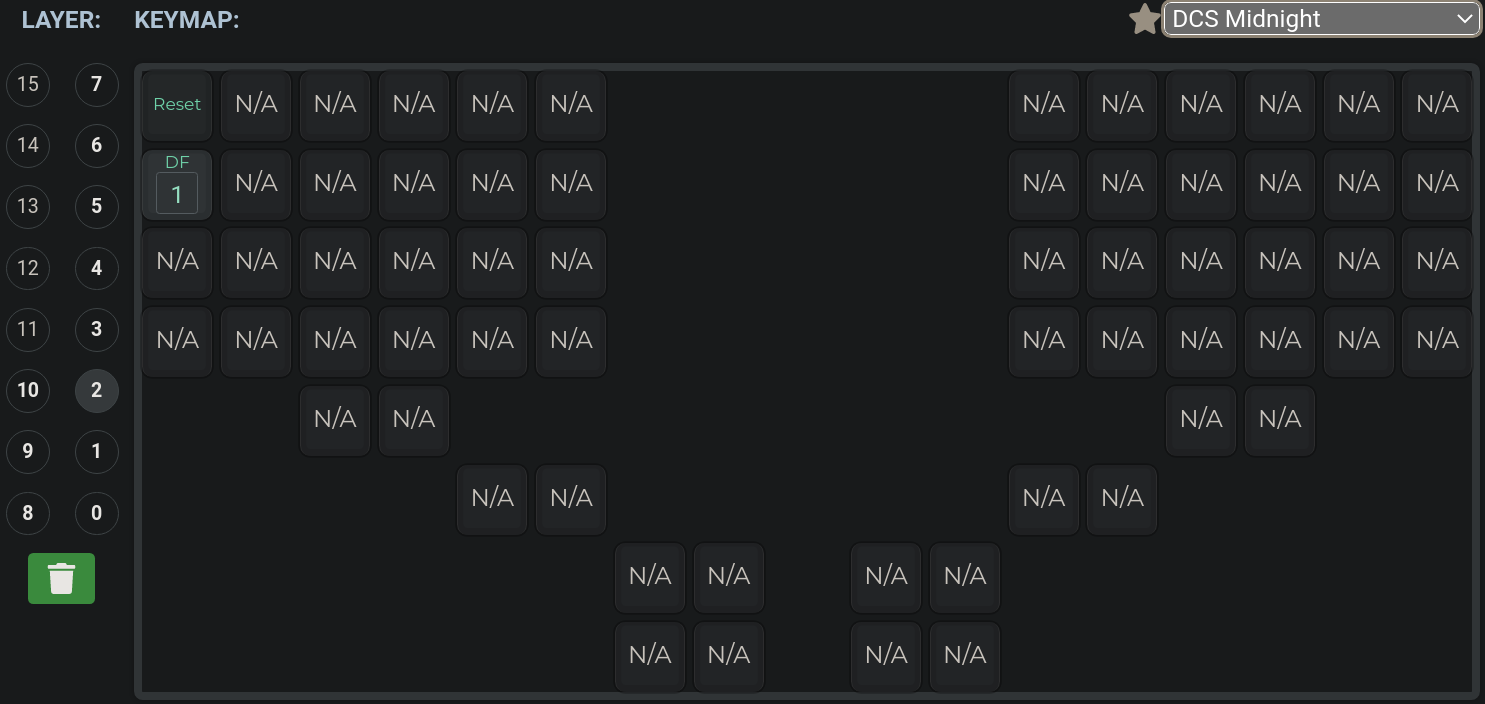 LAYER: KEYMAP: DCS Midnight
15 7 Reset N/A N/A N/A N/A N/A N/A N/A N/A N/A N/A N/A
14 6 DF
1 N/A N/A N/A N/A N/A N/A N/A N/A N/A N/A N/A
13 5
12 4 N/A N/A N/A N/A N/A N/A N/A N/A N/A N/A N/A N/A
11 3 N/A N/A N/A N/A N/A N/A N/A N/A N/A N/A N/A N/A
10 2 N/A N/A N/A N/A
9 1
N/A N/A N/A N/A
8 0
N/A N/A N/A N/A
N/A N/A N/A N/A